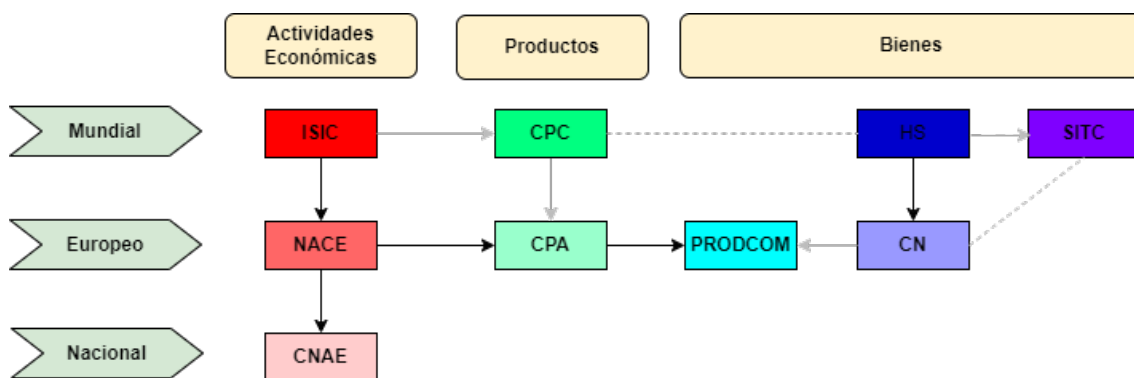 Actividades
Económicas
Productos
Bienes
Mundial
ISIC
CPC
HS
SITC
Europeo
NACE
CPA
PRODCOM
CN
Nacional
CNAE